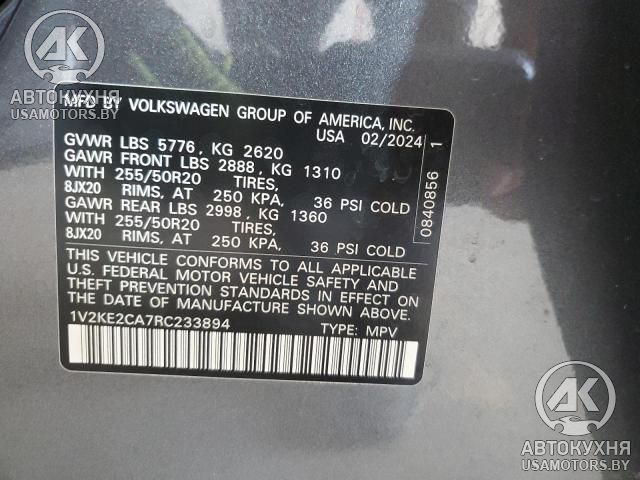 АК
АВТОКУХНЯ
USAMOTORS.BY
MFD BY VOLKSWAGEN GROUP OF AMERICA, INC.
USA 02/2024
GVWR LBS 5776, KG 2620
GAWR FRONT LBS 2888, KG 1310
WITH 255/50R20 TIRES,
8JX20 RIMS, AT 250 KPA, 36 PSI COLD
GAWR REAR LBS 2998, KG 1360
WITH 255/50R20 TIRES,
8JX20 RIMS, AT 250 KPA, 36 PSI COLD
THIS VEHICLE CONFORMS TO ALL APPLICABLE
U.S. FEDERAL MOTOR VEHICLE SAFETY AND
THEFT PREVENTION STANDARDS IN EFFECT ON
THE DATE OF MANUFACTURE SHOWN ABOVE.
1V2KE2CA7RC233894 TYPE: MPV
0840856 1
АК
АВТОКУХНЯ
USAMOTORS.BY